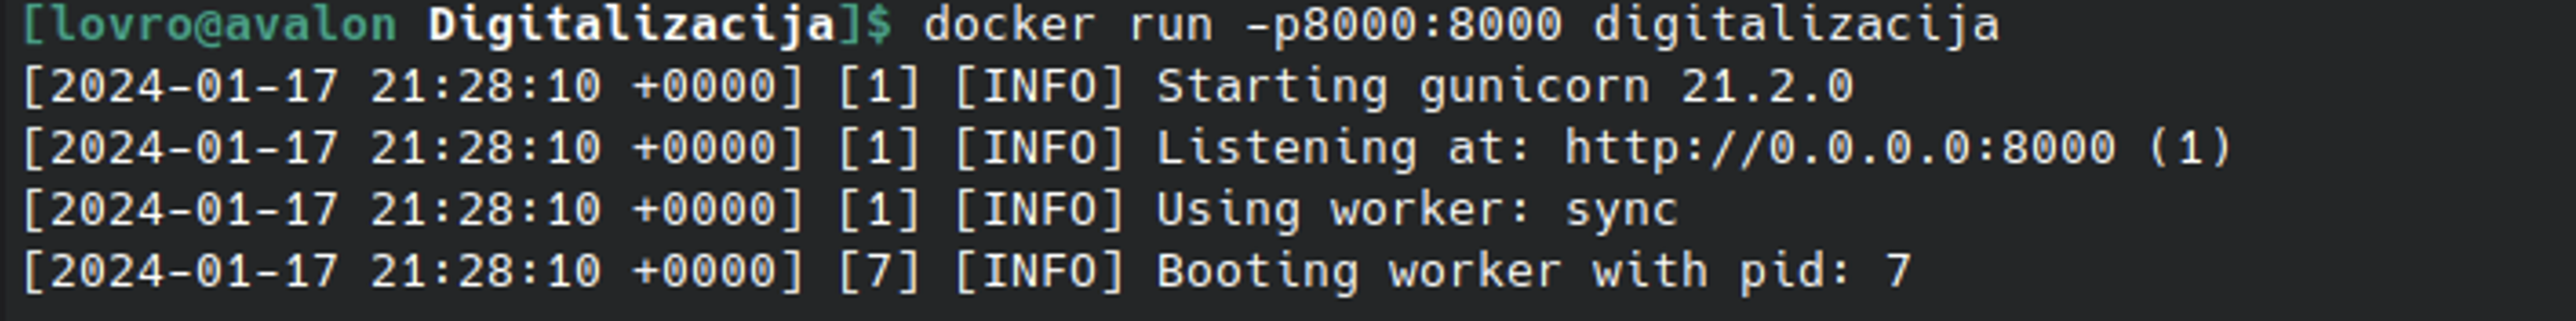 [lovro@avalon Digitalizacija]$ docker run -p8000:8000 digitalizacija
[2024-01-17 21:28:10 +0000] [1] [INFO] Starting gunicorn 21.2.0
[2024-01-17 21:28:10 +0000] [1] [INFO] Listening at: http://0.0.0.0:8000 (1)
[2024-01-17 21:28:10 +0000] [1] [INFO] Using worker: sync
[2024-01-17 21:28:10 +0000] [7] [INFO] Booting worker with pid: 7